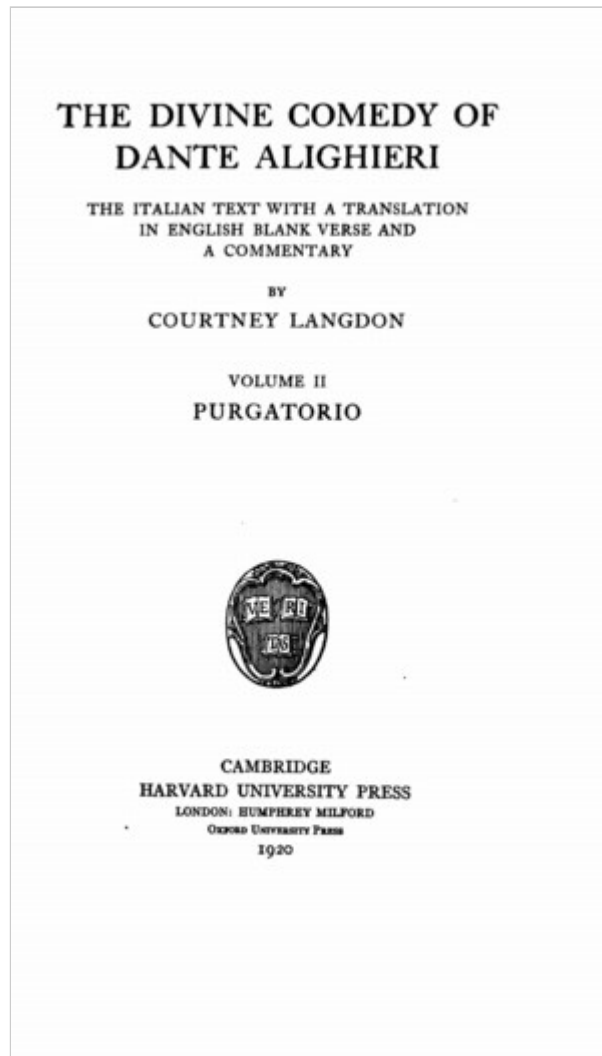 THE DIVINE COMEDY OF
DANTE ALIGHIERI
THE ITALIAN TEXT WITH A TRANSLATION
IN ENGLISH BLANK VERSE AND
A COMMENTARY
BY
COURTNEY LANGDON
VOLUME II
PURGATORIO
VE RI
TAS
CAMBRIDGE
HARVARD UNIVERSITY PRESS
LONDON: HUMPHREY MILFORD
OXFORD UNIVERSITY PRESS
1920